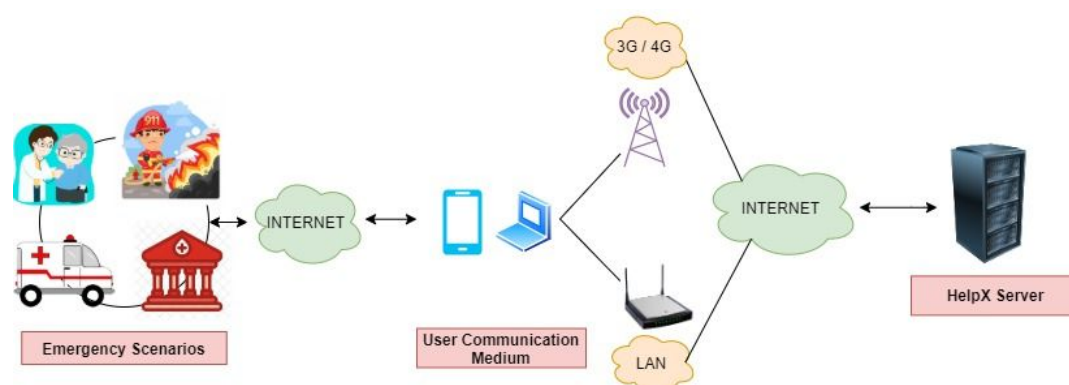 3G / 4G
911
INTERNET
INTERNET
HelpX Server
User Communication
Medium
Emergency Scenarios
LAN